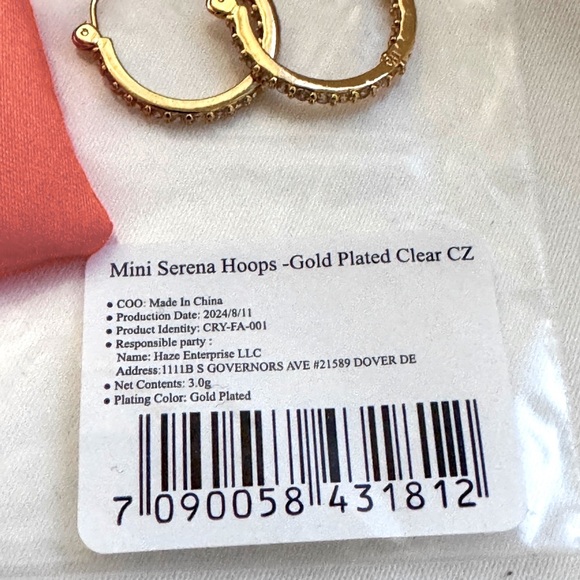 Mini Serena Hoops -Gold Plated Clear CZ
● COO: Made In China
● Production Date: 2024/8/11
● Product Identity: CRY-FA-001
● Responsible party :
Name: Haze Enterprise LLC
Address:1111B S GOVERNORS AVE #21589 DOVER DE
● Net Contents: 3.0g
● Plating Color: Gold Plated
7 090058 431812